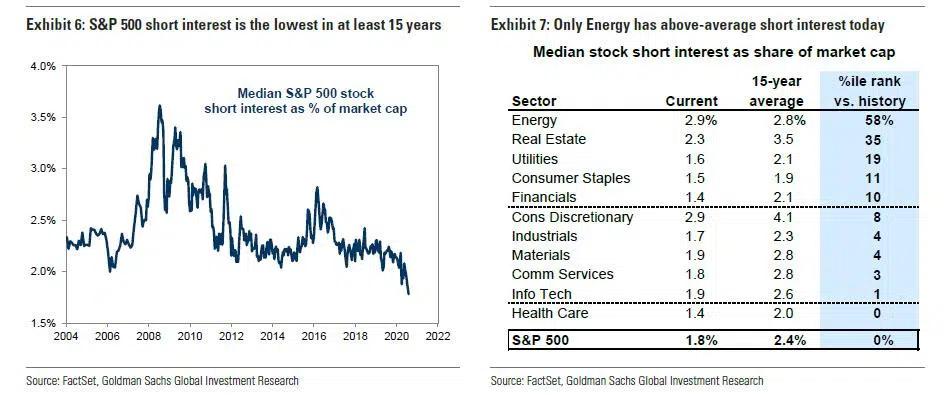 Exhibit 6: S&P 500 short interest is the lowest in at least 15 years
4.0%
3.5%
3.0%
2.5%
2.0%
1.5%
Median S&P 500 stock
short interest as % of market cap
2004 2006 2008 2010 2012 2014 2016 2018 2020 2022
Source: FactSet, Goldman Sachs Global Investment Research
Exhibit 7: Only Energy has above-average short interest today
Median stock short interest as share of market cap
15-year %ile rank
Sector Current average vs. history
Energy 2.9% 2.8% 58%
Real Estate 2.3 3.5 35
Utilities 1.6 2.1 19
Consumer Staples 1.5 1.9 11
Financials 1.4 2.1 10
Cons Discretionary 2.9 4.1 8
Industrials 1.7 2.3 4
Materials 1.9 2.8 4
Comm Services 1.8 2.8 3
Info Tech 1.9 2.6 1
Health Care 1.4 2.0 0
S&P 500 1.8% 2.4% 0%
Source: FactSet, Goldman Sachs Global Investment Research